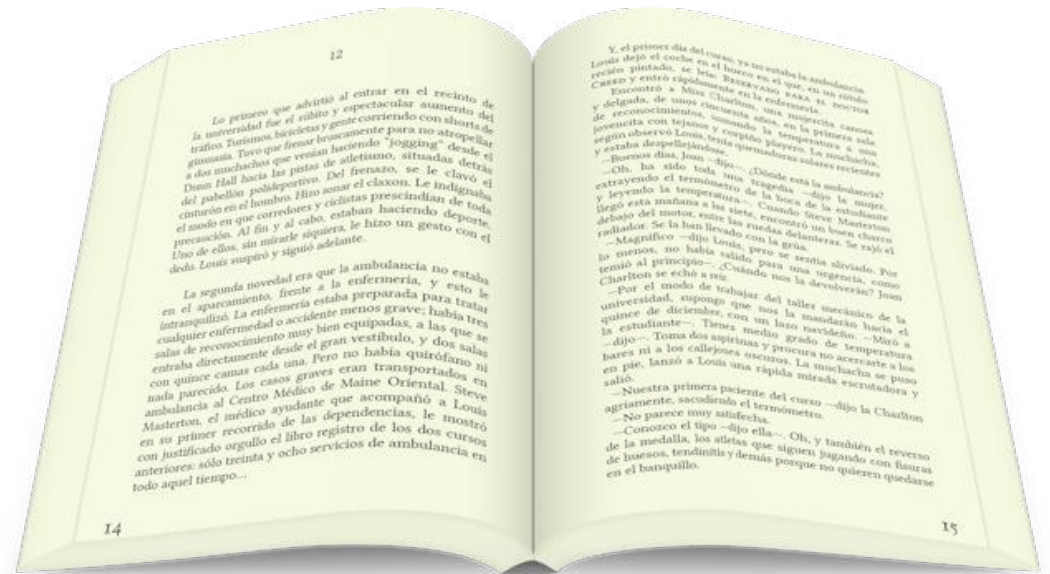 12
Lo primero que advirtió al entrar en el recinto de
la universidad fue el súbito y espectacular aumento del
tráfico. Turismos, bicicletas y gente corriendo con shorts de
gimnasia. Tuvo que frenar bruscamente para no atropellar
a dos muchachos que venían haciendo "jogging" desde el
Dunn Hall hacia las pistas de atletismo, situadas detrás
del pabellón polideportivo. Del frenazo, se le clavó el
cinturón en el hombro. Hizo sonar el claxon. Le indignaba
el modo en que corredores y ciclistas prescindían de toda
precaución. Al fin y al cabo, estaban haciendo deporte.
Uno de ellos, sin mirarle siquiera, le hizo un gesto con el
dedo. Louis suspiró y siguió adelante.
La segunda novedad era que la ambulancia no estaba
en el aparcamiento, frente a la enfermería, y esto le
intranquilizó. La enfermería estaba preparada para tratar
cualquier enfermedad o accidente menos grave; había tres
salas de reconocimiento muy bien equipadas, a las que se
entraba directamente desde el gran vestíbulo, y dos salas
con quince camas cada una. Pero no había quirófano ni
nada parecido. Los casos graves eran transportados en
ambulancia al Centro Médico de Maine Oriental. Steve
Masterton, el médico ayudante que acompañó a Louis
en su primer recorrido de las dependencias, le mostró
con justificado orgullo el libro registro de los dos cursos
anteriores: sólo treinta y ocho servicios de ambulancia en
todo aquel tiempo...
14
Y, el primer día del curso, ya no estaba la ambulancia.
Louis dejó el coche en el hueco en el que, en un rótulo
recién pintado, se leía: RESERVADO PARA EL DOCTOR
CREED y entró rápidamente en la enfermería.
Encontró a Miss Charlton, una mujercita canosa
y delgada, de unos cincuenta años, en la primera sala
de reconocimientos, tomando la temperatura a una
jovencita con tejanos y corpiño playero. La muchacha,
según observó Louis, tenía quemaduras solares recientes
y estaba despellejándose.
—Buenos días, Joan —dijo—. ¿Dónde está la ambulancia?
—Oh, ha sido toda una tragedia —dijo la mujer,
extrayendo el termómetro de la boca de la estudiante
y leyendo la temperatura—. Cuando Steve Masterton
llegó esta mañana a las siete, encontró un buen charco
debajo del motor, entre las ruedas delanteras. Se rajó el
radiador. Se la han llevado con la grúa.
—Magnífico —dijo Louis, pero se sentía aliviado. Por
lo menos, no había salido para una urgencia, como
temió al principio—. ¿Cuándo nos la devolverán? Joan
Charlton se echó a reír.
—Por el modo de trabajar del taller mecánico de la
universidad, supongo que nos la mandarán hacia el
quince de diciembre, con un lazo navideño. —Miró a
la estudiante—. Tienes medio grado de temperatura
—dijo—. Toma dos aspirinas y procura no acercarte a los
bares ni a los callejones oscuros. La muchacha se puso
en pie, lanzó a Louis una rápida mirada escrutadora y
salió.
—Nuestra primera paciente del curso —dijo la Charlton
agriamente, sacudiendo el termómetro.
—No parece muy satisfecha.
—Conozco el tipo —dijo ella—. Oh, y también el reverso
de la medalla, los atletas que siguen jugando con fisuras
de huesos, tendinitis y demás porque no quieren quedarse
en el banquillo.
15